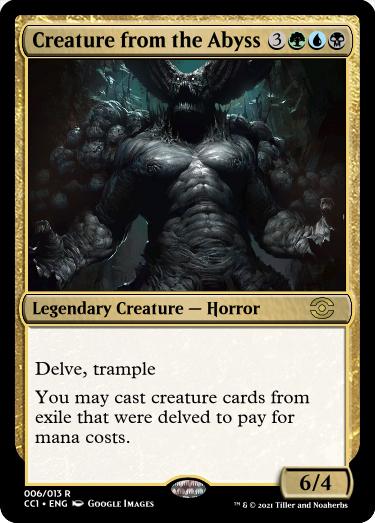 Creature from the Abyss 3
Legendary Creature — Horror
Delve, trample
You may cast creature cards from
exile that were delved to pay for
mana costs.
6/4
006/013 R
CC1 • ENG Google Images
™ & © 2021 Tiller and Noaherbs